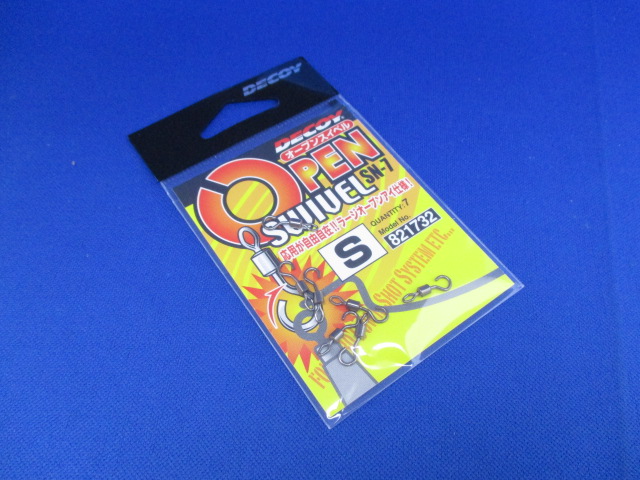 DECOY
DECOY
オープンスイベル
OPEN
SWIVEL SN-7
応用が自由自在!!ラージオープンアイ仕様!
S
QUANTITY:7
Model No.
821732
SHOT SYSTEM ETC...